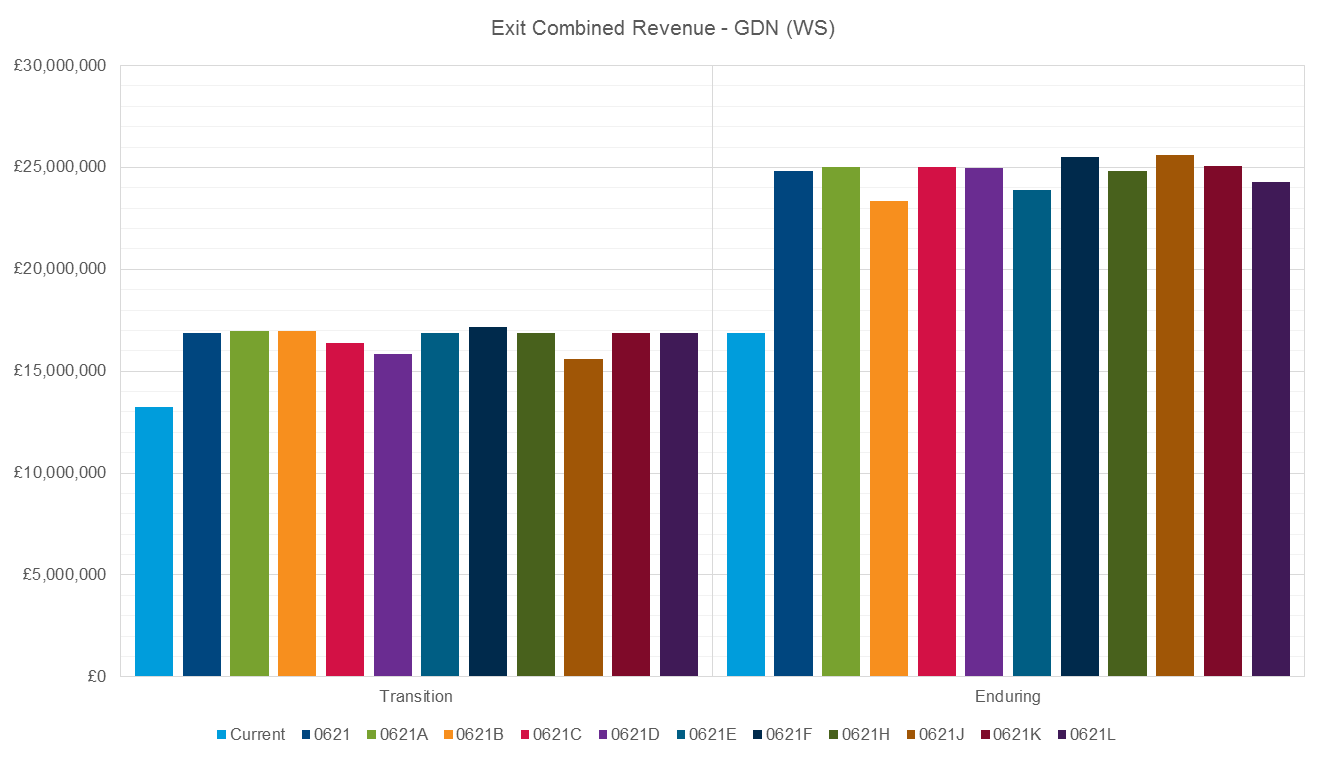 Exit Combined Revenue - GDN (WS)
£30,000,000
£25,000,000
£20,000,000
£15,000,000
£10,000,000
£5,000,000
£0
Transition Enduring
Current 0621 0621A 0621B 0621C 0621D 0621E 0621F 0621H 0621J 0621K 0621L